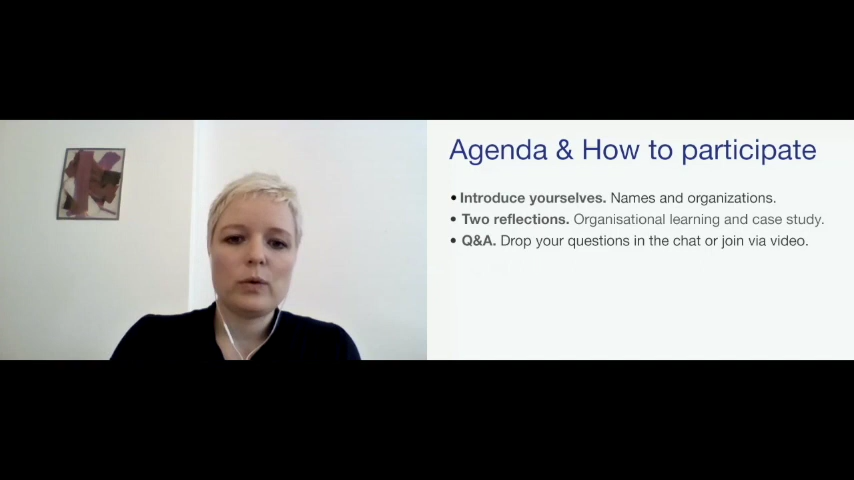 Agenda & How to participate
• Introduce yourselves. Names and organizations.
• Two reflections. Organisational learning and case study.
• Q&A. Drop your questions in the chat or join via video.